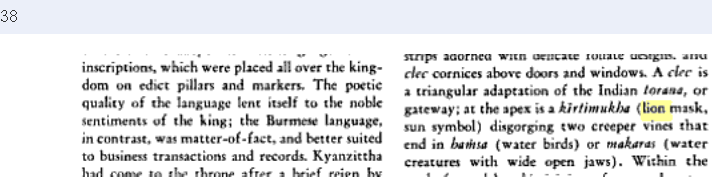 38
inscriptions, which were placed all over the king-
dom on edict pillars and markers. The poetic
quality of the language lent itself to the noble
sentiments of the king; the Burmese language,
in contrast, was matter-of-fact, and better suited
to business transactions and records. Kyanzittha
had come to the throne after a brief reign by
strips adorned with delicate foliate designs, and
clec cornices above doors and windows. A clec is
a triangular adaptation of the Indian torana, or
gateway; at the apex is a kirtimukha (lion mask,
sun symbol) disgorging two creeper vines that
end in haṁsa (water birds) or makaras (water
creatures with wide open jaws). Within the